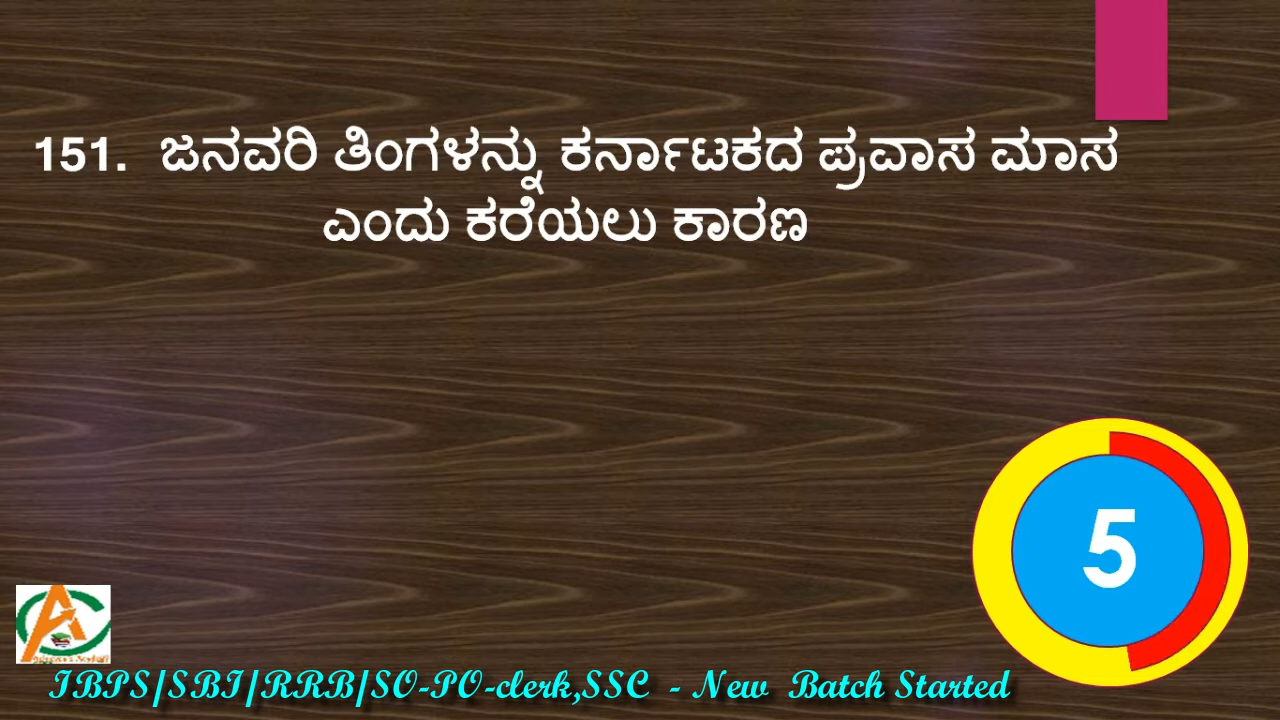 151. ಜನವರಿ ತಿಂಗಳನ್ನು ಕರ್ನಾಟಕದ ಪ್ರವಾಸ ಮಾಸ
ಎಂದು ಕರೆಯಲು ಕಾರಣ
5
IBPS/SBI/RRB/SO-PO-clerk,SSC - New Batch Started